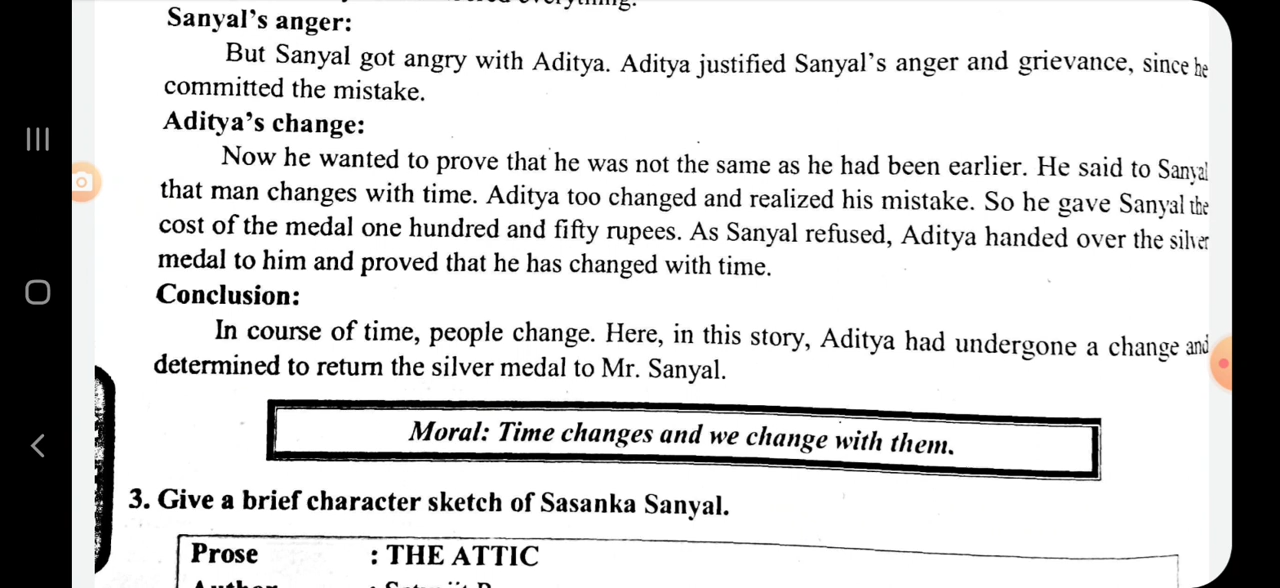 Sanyal's anger:
But Sanyal got angry with Aditya. Aditya justified Sanyal's anger and grievance, since he
committed the mistake.
Aditya's change:
Now he wanted to prove that he was not the same as he had been earlier. He said to Sanyal
that man changes with time. Aditya too changed and realized his mistake. So he gave Sanyal the
cost of the medal one hundred and fifty rupees. As Sanyal refused, Aditya handed over the silver
medal to him and proved that he has changed with time.
Conclusion:
In course of time, people change. Here, in this story, Aditya had undergone a change and
determined to return the silver medal to Mr. Sanyal.
Moral: Time changes and we change with them.
3. Give a brief character sketch of Sasanka Sanyal.
Prose : THE ATTIC